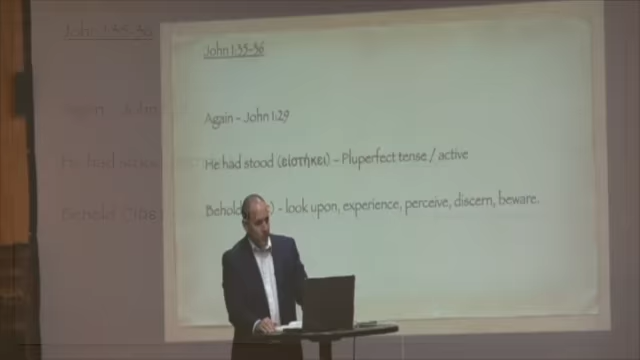 John 1:35-36
Again - John 1:29
He had stood (εἱστήκει) - Pluperfect tense / active
Behold - look upon, experience, perceive, discern, beware.